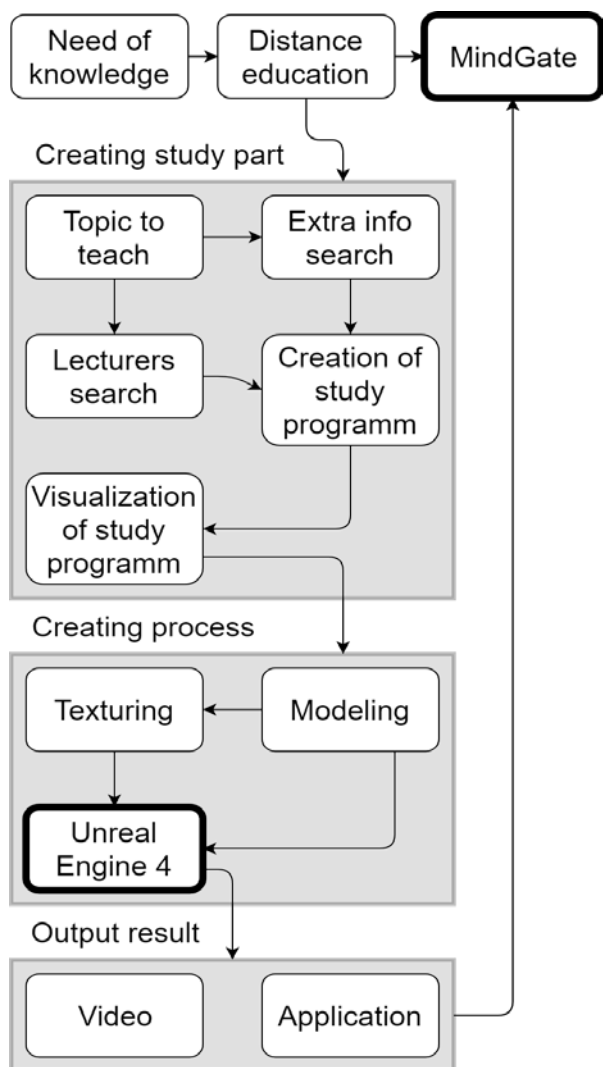 Need of
knowledge
Distance
education
MindGate
Creating study part
Topic to
teach
Extra info
search
Lecturers
search
Creation of
study
programm
Visualization
of study
programm
Creating process
Texturing
Modeling
Unreal
Engine 4
Output result
Video
Application